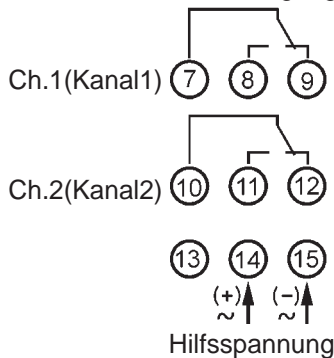 Ch.1(Kanal1) 7 8 9
Ch.2(Kanal2) 10 11 12
13 14 15
(+) (−)
~ ~
Hilfsspannung